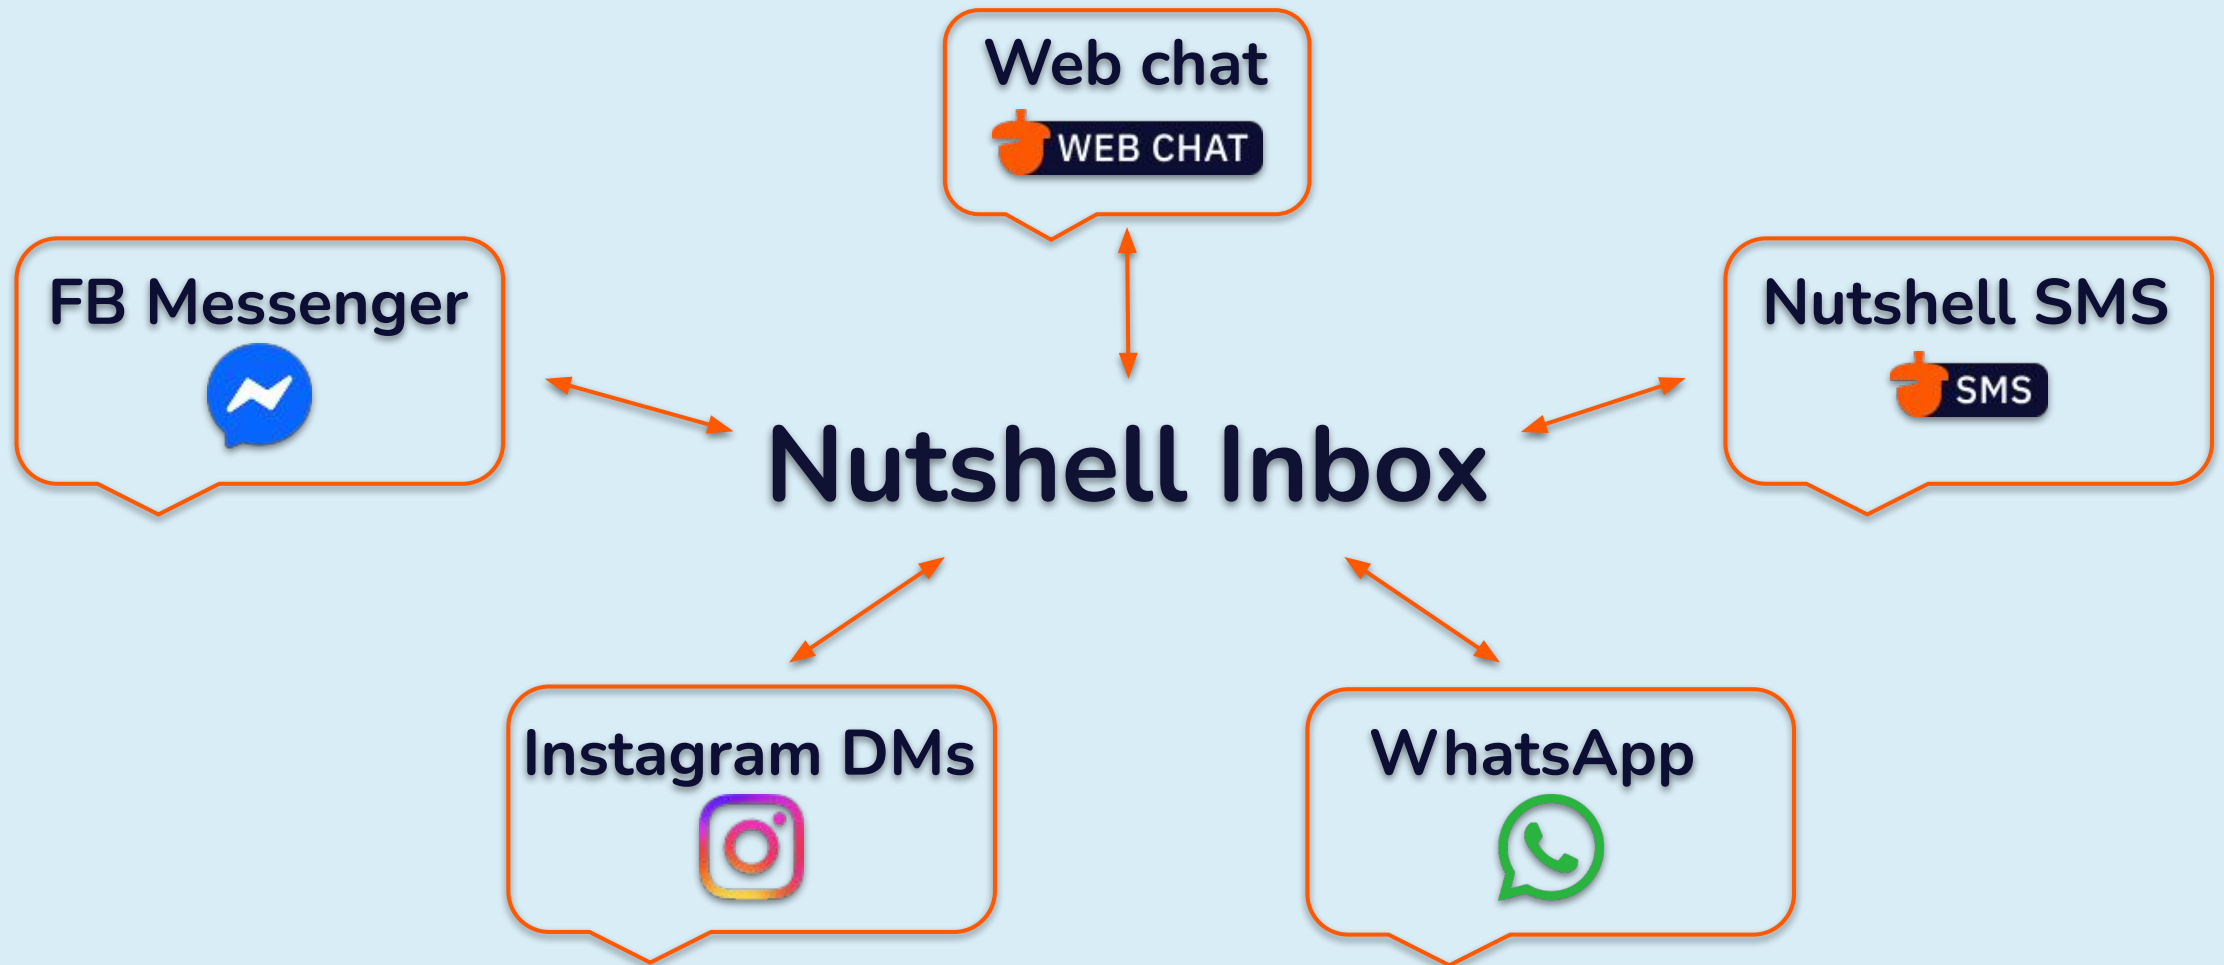 Web chat
WEB CHAT
FB Messenger
Nutshell SMS
SMS
Nutshell Inbox
Instagram DMs
WhatsApp